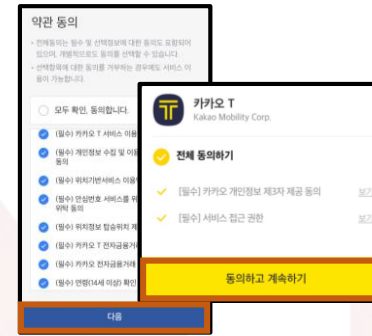 약관 동의
• 전체동의는 필수 및 선택정보에 대한 동의도 포함되어
있으며, 개별적으로도 동의를 선택할 수 있습니다.
• 선택항목에 대한 동의를 거부하는 경우에도 서비스 이
용이 가능합니다.
모두 확인, 동의합니다.
(필수) 카카오 T 서비스 이용
(필수) 개인정보 수집 및 이용
동의
(필수) 위치기반서비스 이용
(필수) 안심번호 서비스를 위
위탁 동의
(필수) 위치정보 탑승위치 제
(필수) 카카오 T 전자금융거
(필수) 카카오 전자금융거래
(필수) 연령(14세 이상) 확인
다음
카카오 T
Kakao Mobility Corp.
전체 동의하기
[필수] 카카오 개인정보 제3자 제공 동의
보기
[필수] 서비스 접근 권한
보기
동의하고 계속하기